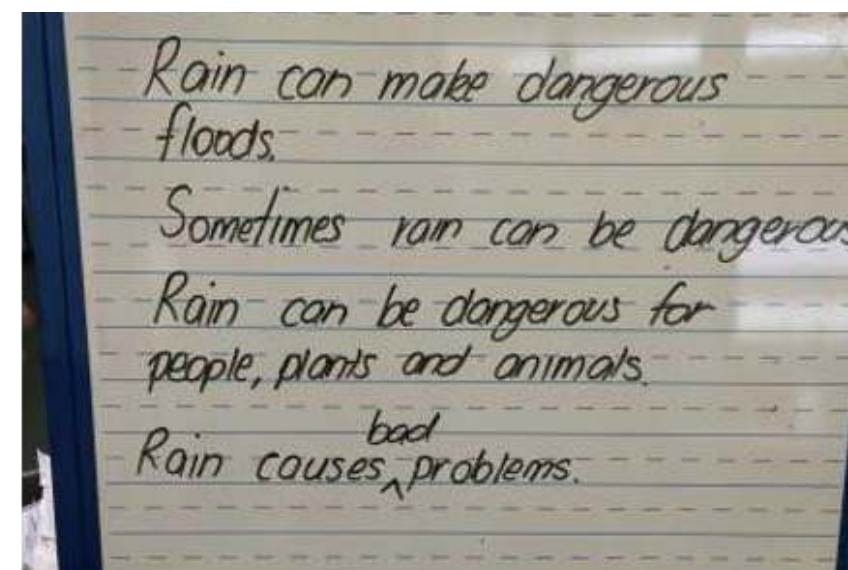 Rain can make dangerous
floods.
Sometimes rain can be dangerous
Rain can be dangerous for
people, plants and animals.
bad
Rain causes ‸ problems.